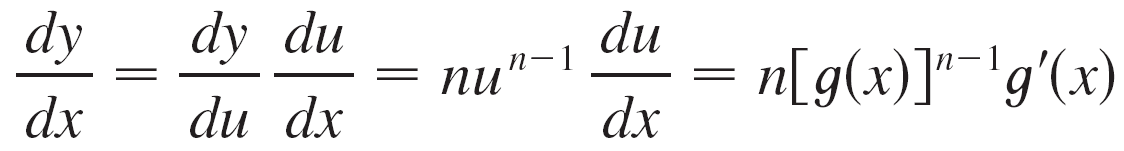 dy/dx = dy/du du/dx = nu^{n−1} du/dx = n[g(x)]^{n−1}g′(x)